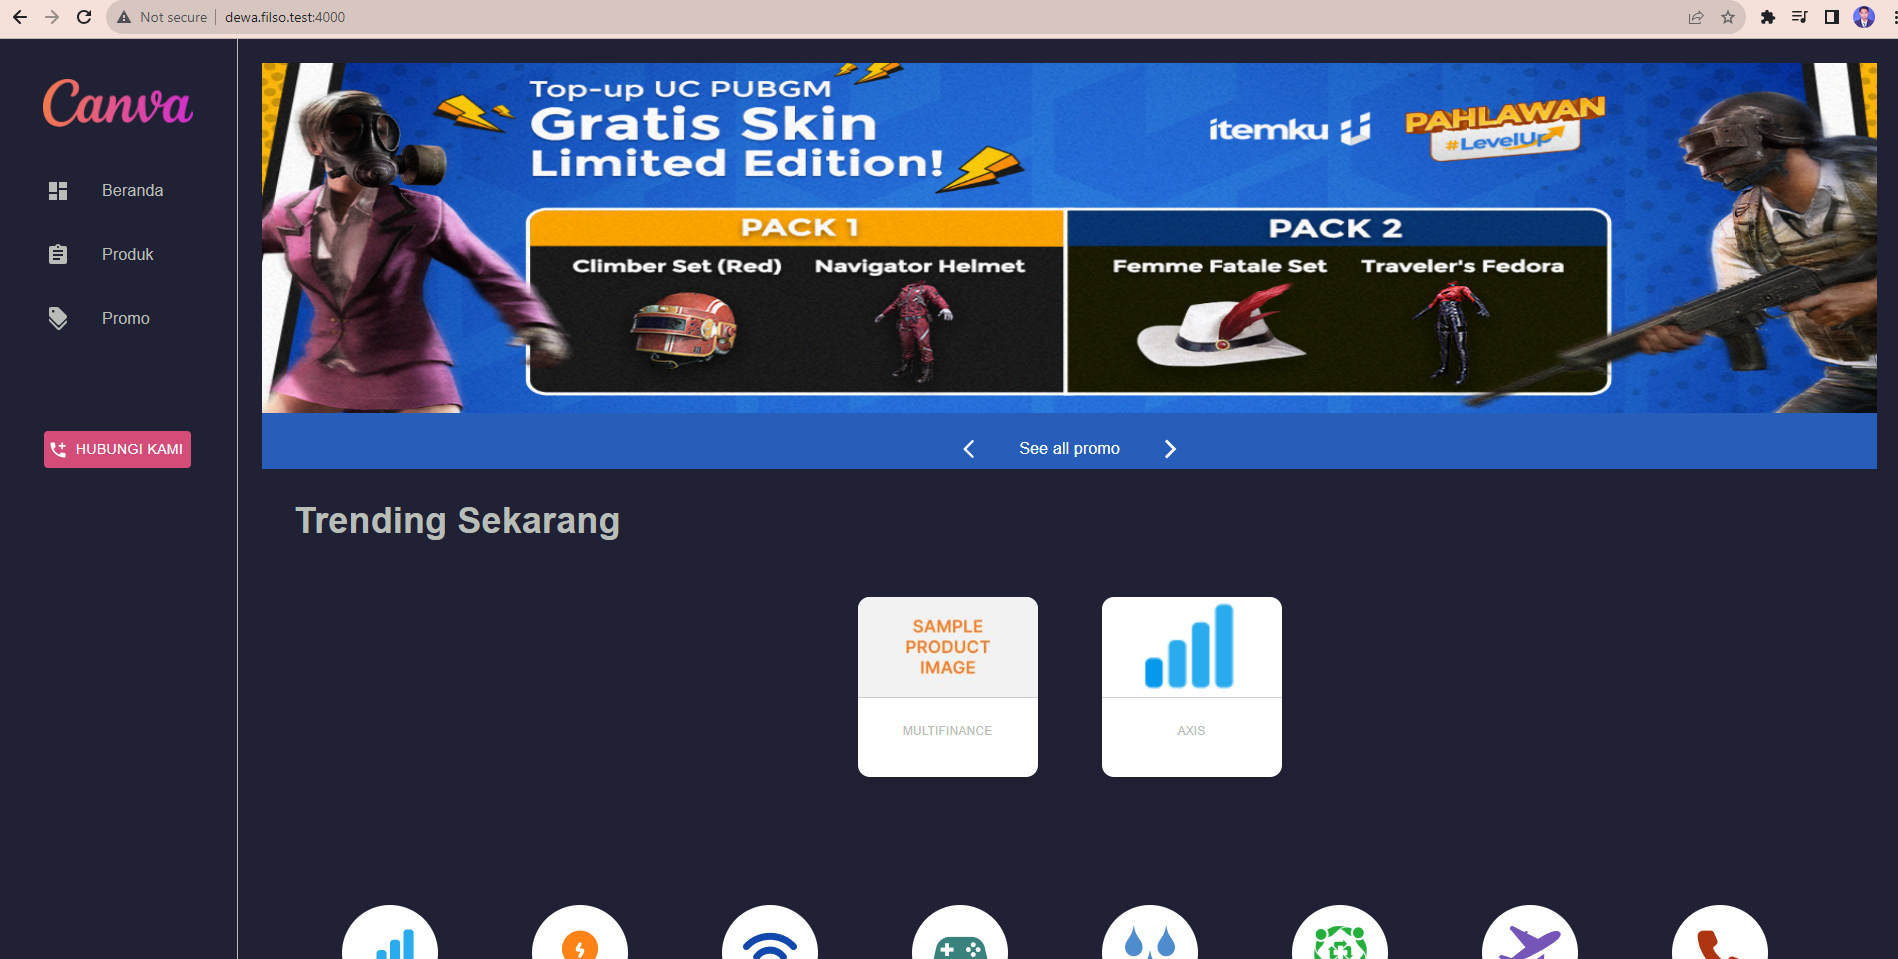 Not secure
dewa.filso.test:4000
Canva
Beranda
Produk
Promo
HUBUNGI KAMI
Top-up UC PUBGM
Gratis Skin
Limited Edition!
itemku
PAHLAWAN
#LevelUp
PACK 1
PACK 2
Climber Set (Red)
Navigator Helmet
Femme Fatale Set
Traveler's Fedora
See all promo
Trending Sekarang
SAMPLE
PRODUCT
IMAGE
MULTIFINANCE
AXIS